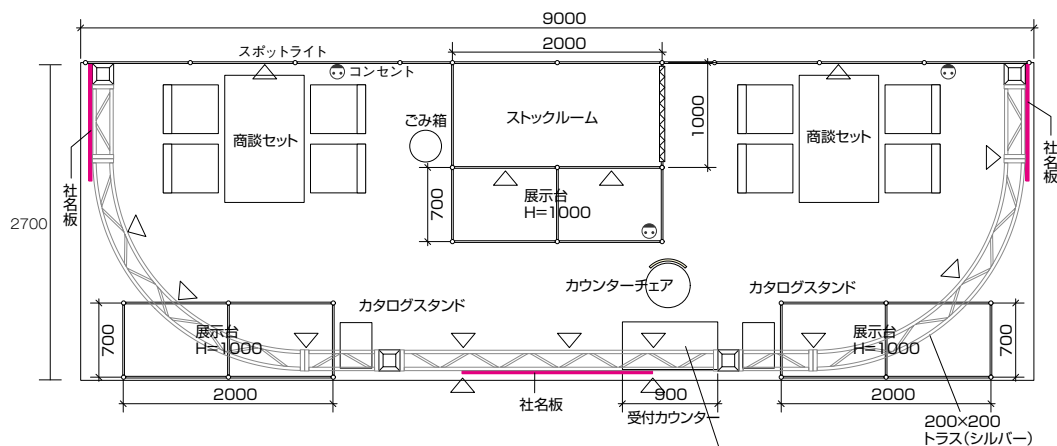 9000
スポットライト
2000
コンセント
ごみ箱
ストックルーム
商談セット
商談セット
1000
社名板
社名板
700
展示台
H=1000
2700
カウンターチェア
カタログスタンド
カタログスタンド
700
展示台
H=1000
展示台
H=1000
700
2000
社名板
900
受付カウンター
2000
200×200
トラス(シルバー)